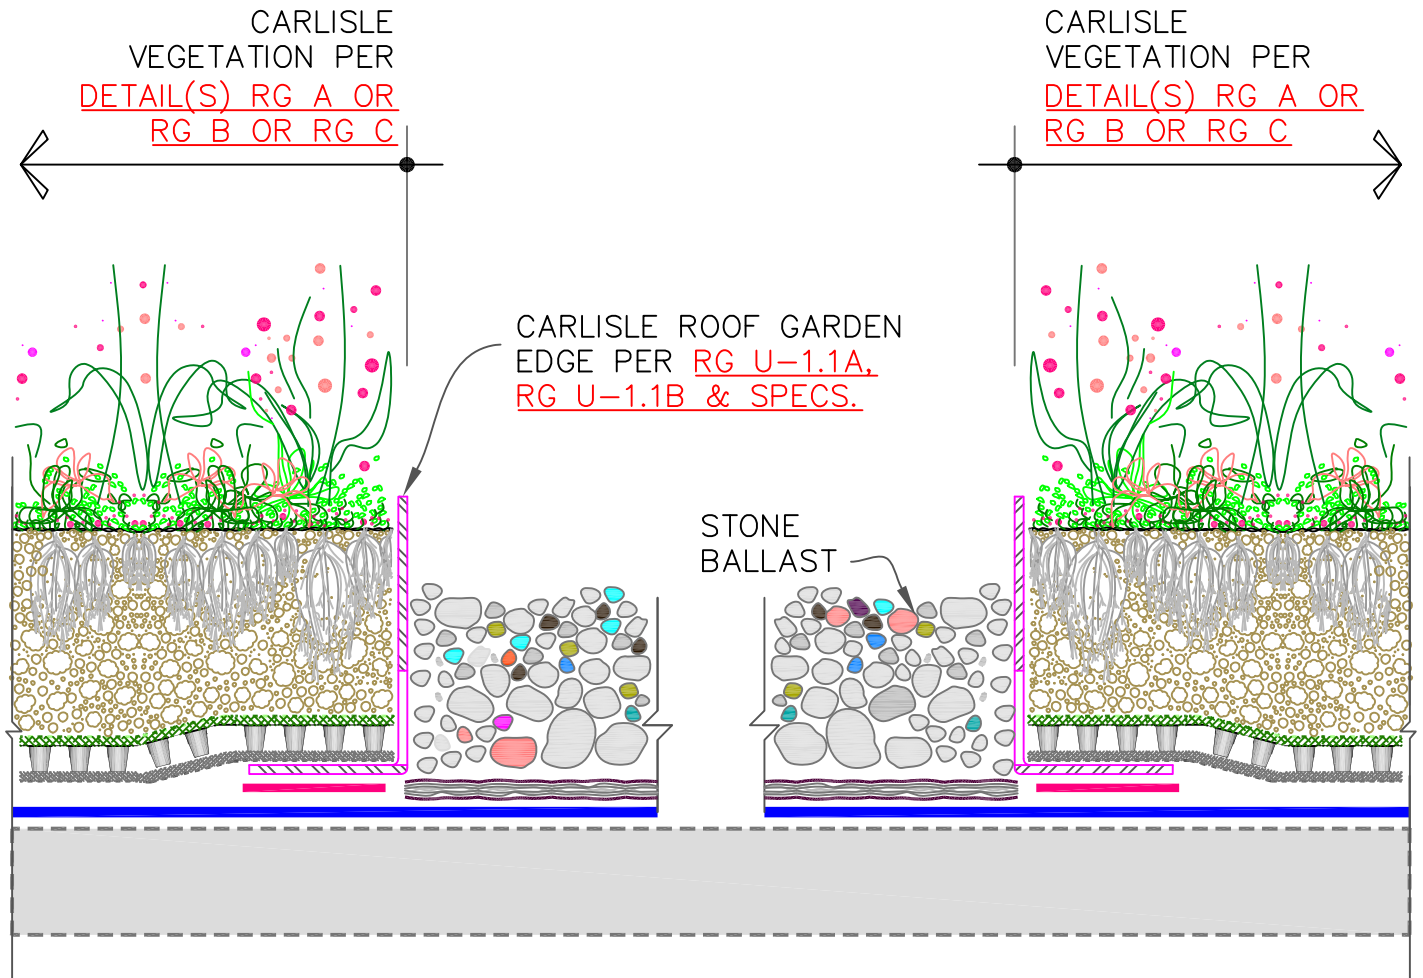 CARLISLE
VEGETATION PER
DETAIL(S) RG A OR
RG B OR RG C
CARLISLE
VEGETATION PER
DETAIL(S) RG A OR
RG B OR RG C
CARLISLE ROOF GARDEN
EDGE PER RG U-1.1A,
RG U-1.1B & SPECS.
STONE
BALLAST